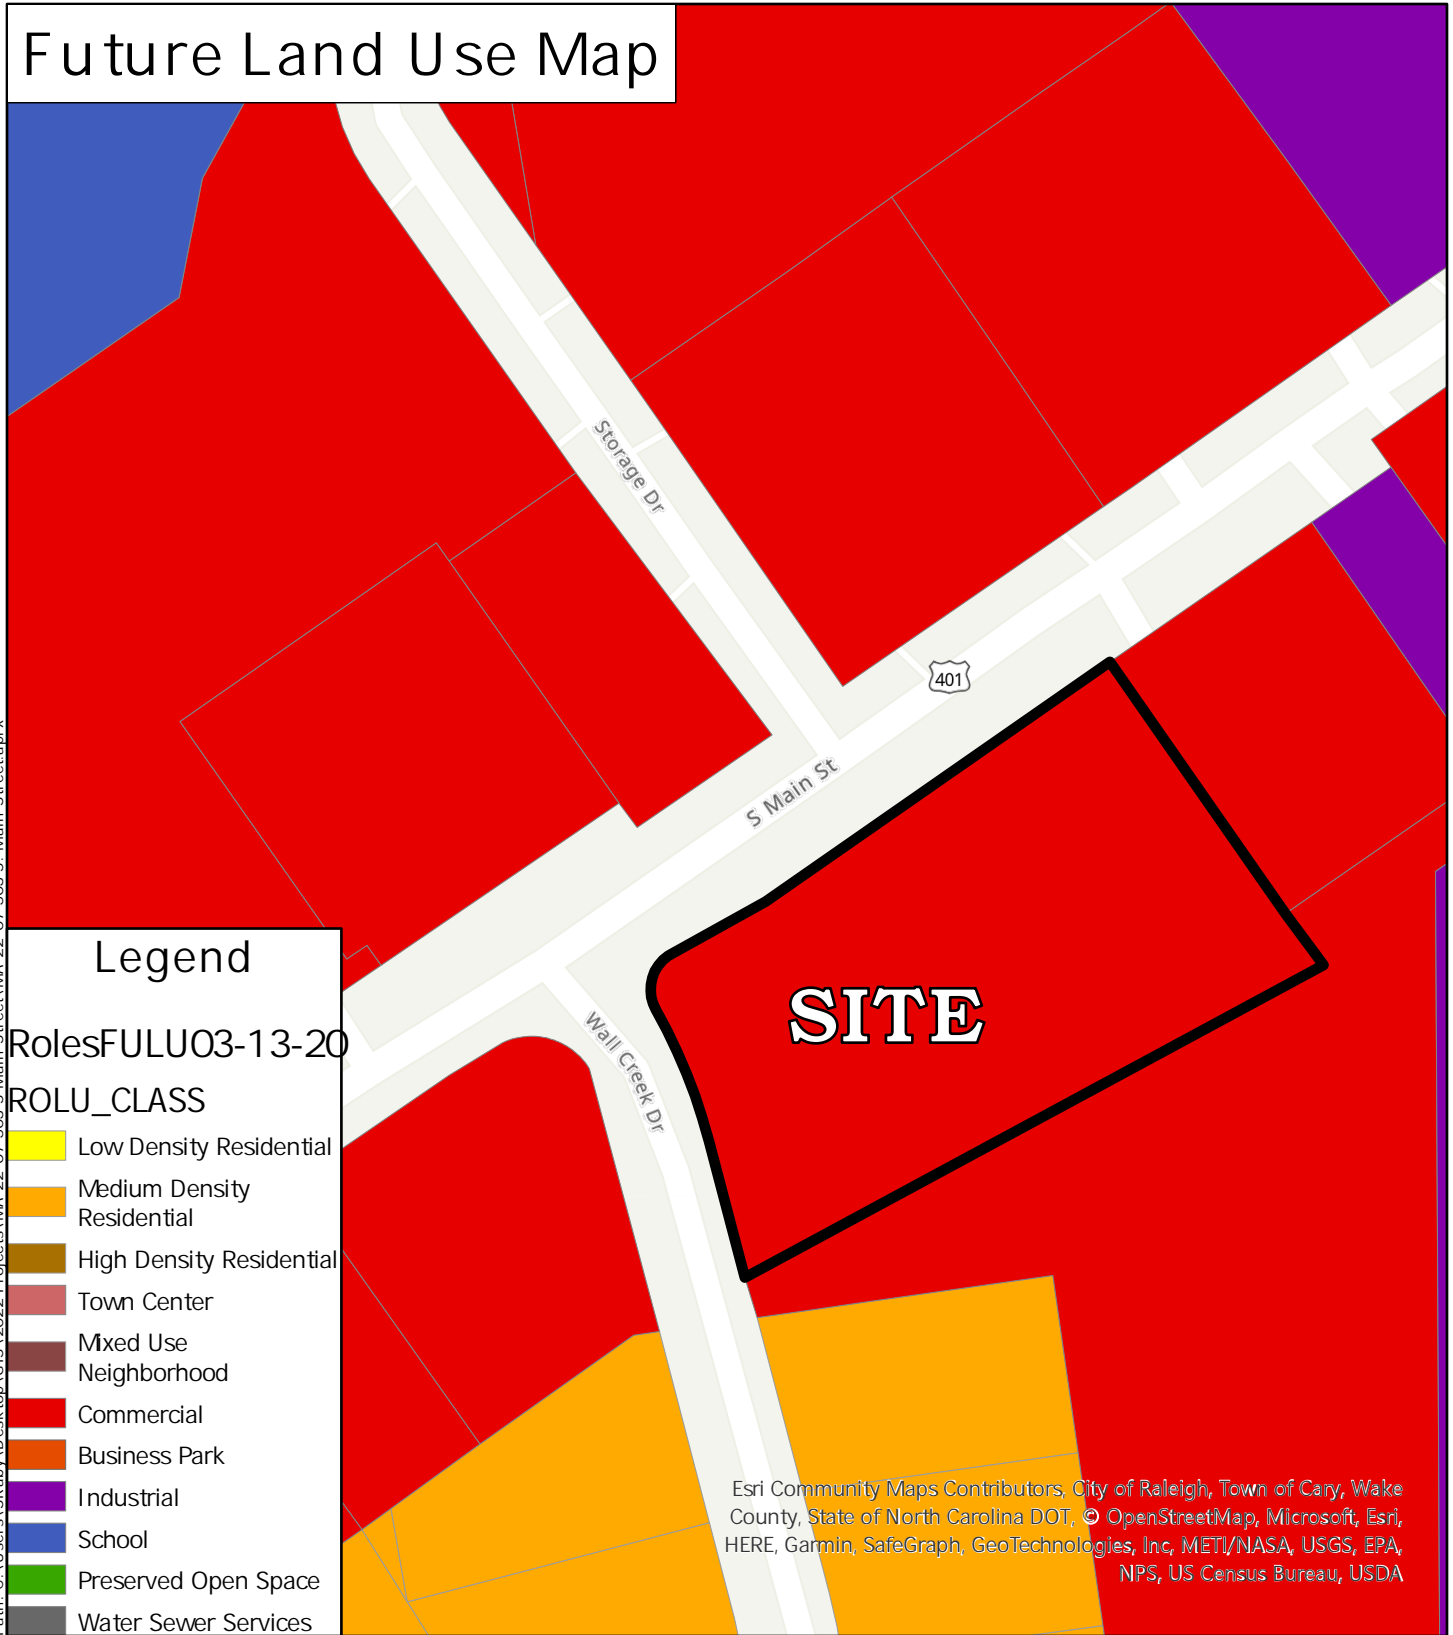 Future Land Use Map
Storage Dr
401
S Main St
SITE
Wall Creek Dr
Legend
RolesFULU03-13-20
ROLU_CLASS
Low Density Residential
Medium Density
Residential
High Density Residential
Town Center
Mixed Use
Neighborhood
Commercial
Business Park
Industrial
School
Preserved Open Space
Water Sewer Services
Esri Community Maps Contributors, City of Raleigh, Town of Cary, Wake
County, State of North Carolina DOT, © OpenStreetMap, Microsoft, Esri,
HERE, Garmin, SafeGraph, GeoTechnologies, Inc, METI/NASA, USGS, EPA,
NPS, US Census Bureau, USDA